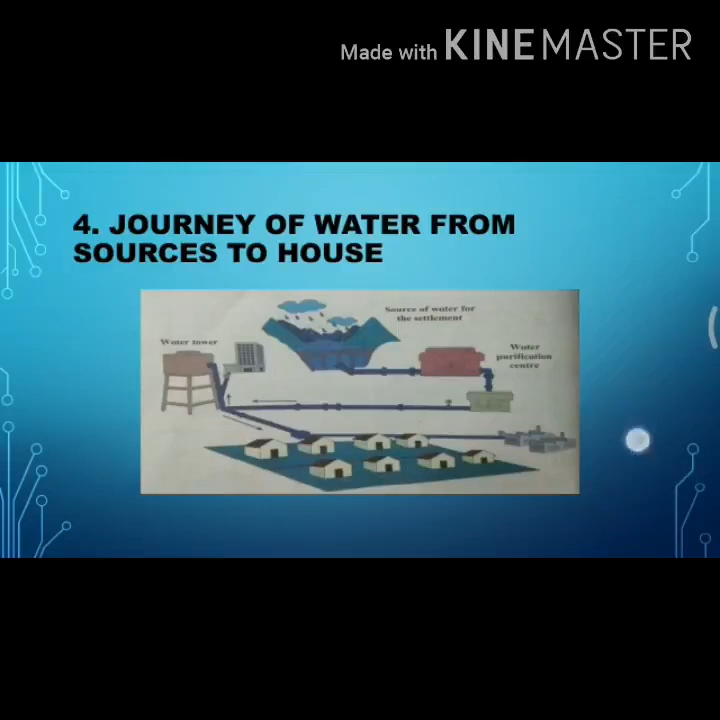 Made with KINEMASTER
4. JOURNEY OF WATER FROM
SOURCES TO HOUSE
Source of water for
the settlement
Water tower
Water
purification
centre